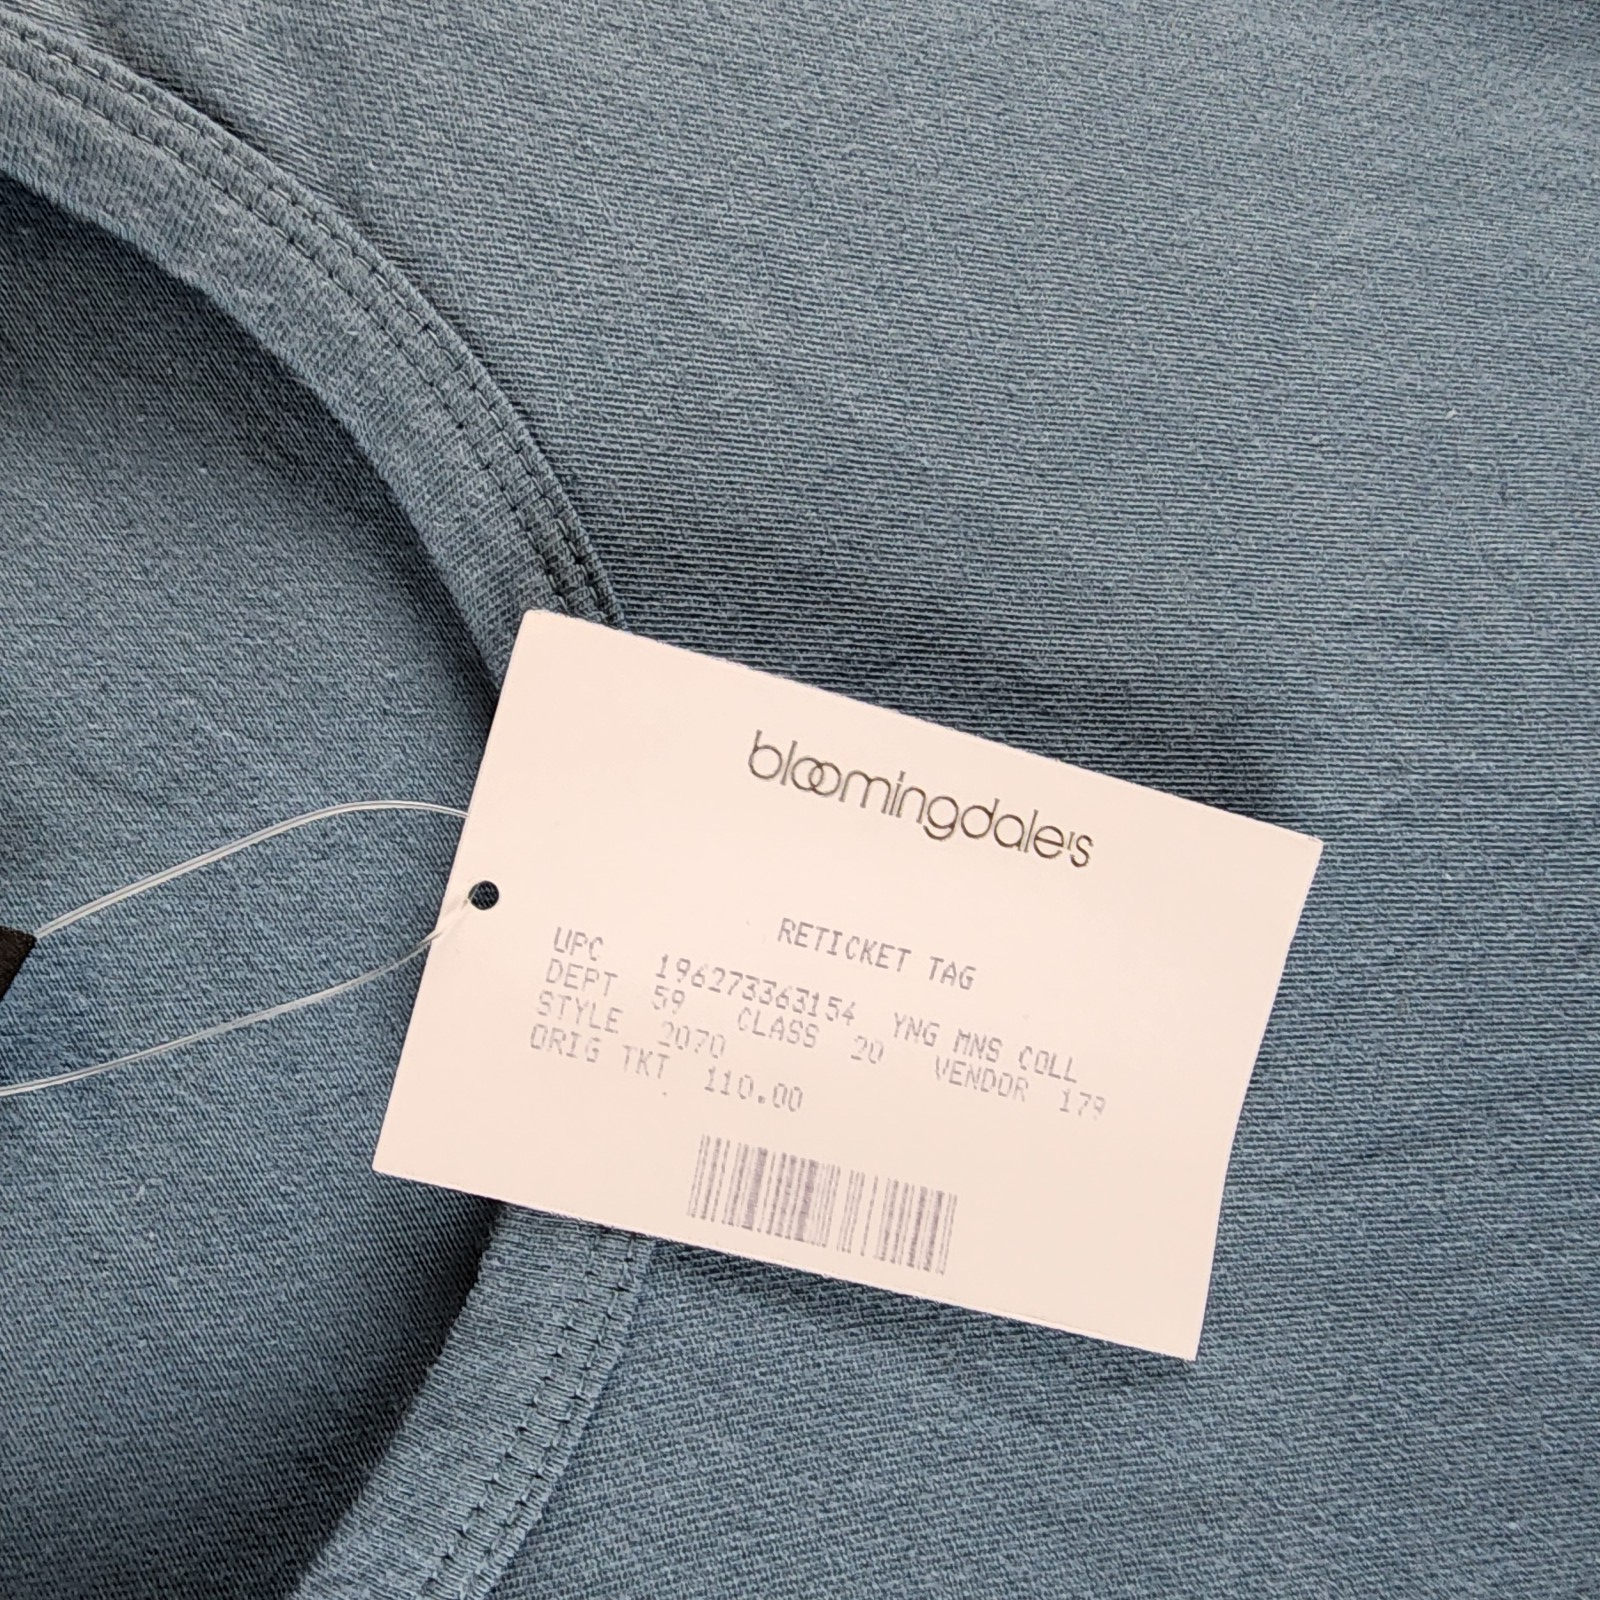 bloomingdale's
RETICKET TAG
UPC 196273363154 YNG MNS COLL
DEPT 59 CLASS 20 VENDOR 179
STYLE 2070
ORIG TKT 110.00